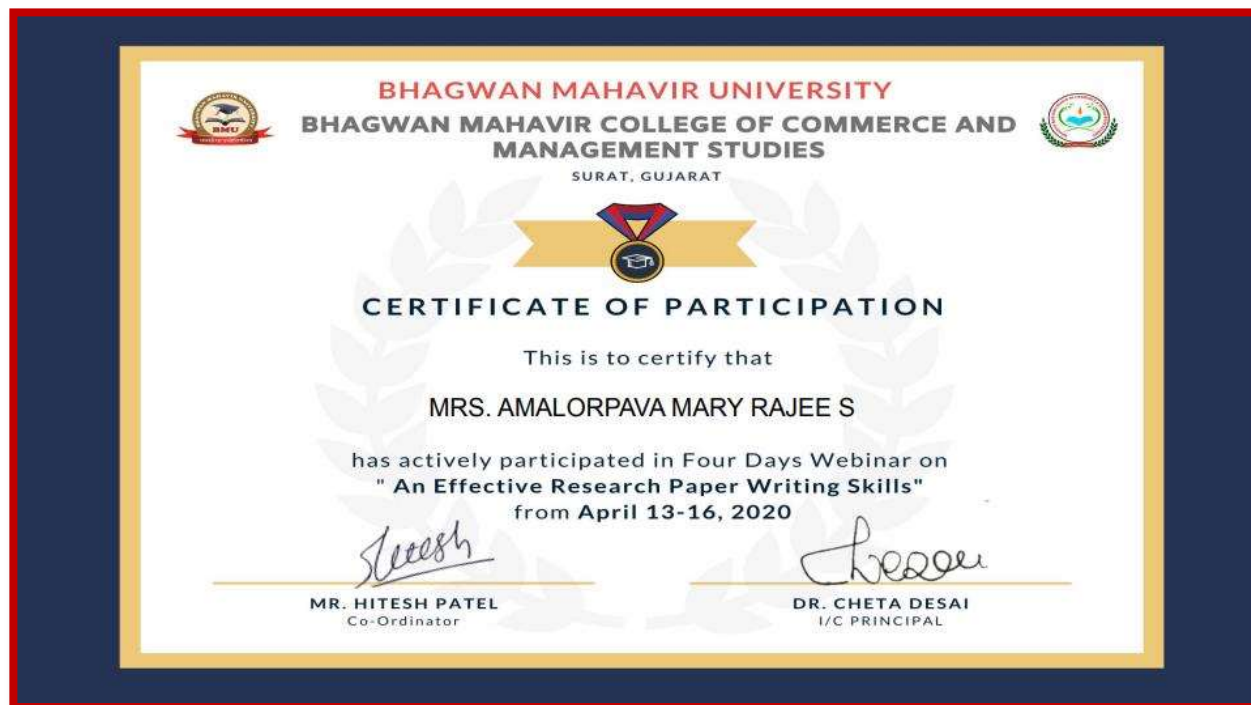 BHAGWAN MAHAVIR UNIVERSITY
BHAGWAN MAHAVIR COLLEGE OF COMMERCE AND
MANAGEMENT STUDIES
SURAT, GUJARAT
BMU
CERTIFICATE OF PARTICIPATION
This is to certify that
MRS. AMALORPAVA MARY RAJEE S
has actively participated in Four Days Webinar on
" An Effective Research Paper Writing Skills"
from April 13-16, 2020
MR. HITESH PATEL
Co-Ordinator
DR. CHETA DESAI
I/C PRINCIPAL